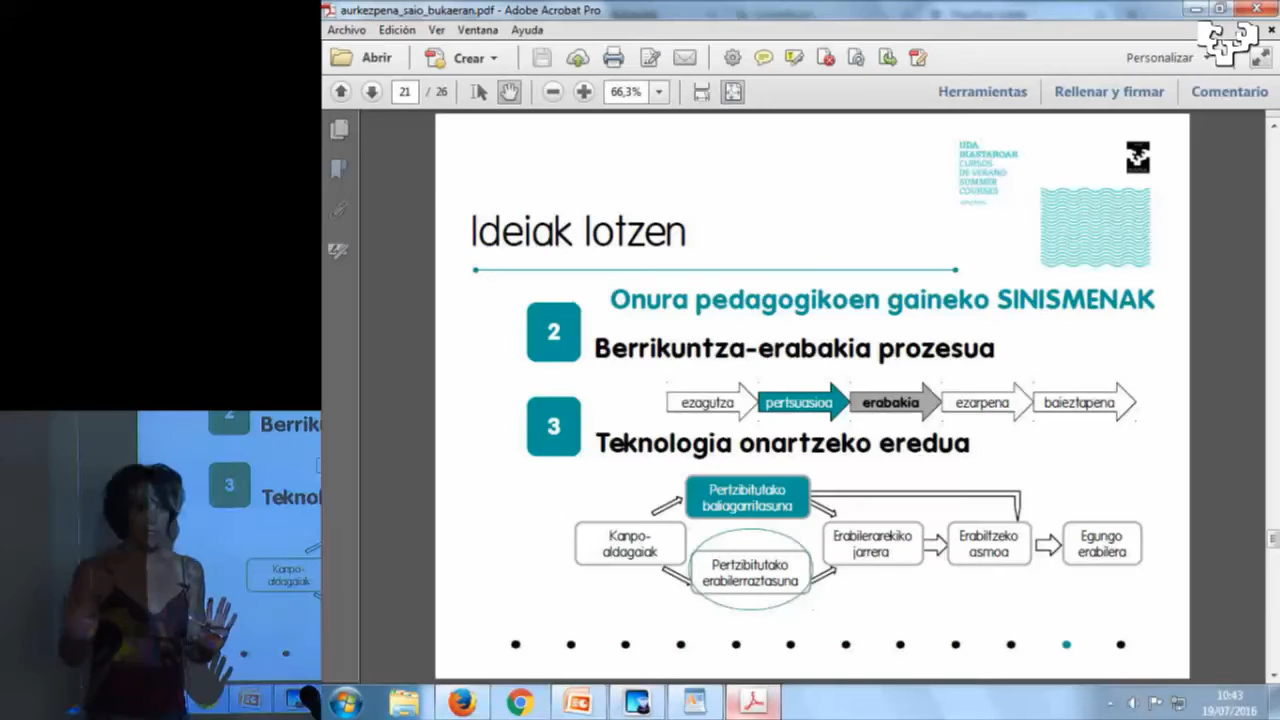 aurkezpena_saio_bukaeran.pdf - Adobe Acrobat Pro
Archivo Edición Ver Ventana Ayuda
Abrir Crear Personalizar
21 / 26 66,3% Herramientas Rellenar y firmar Comentario
UDA
IKASTAROAK
CURSOS
DE VERANO
SUMMER
COURSES
Ideiak lotzen
Onura pedagogikoen gaineko SINISMENAK
2
Berrikuntza-erabakia prozesua
ezagutza pertsuasioa erabakia ezarpena baieztapena
3
Teknologia onartzeko eredua
Pertzibitutako
baliagarritasuna
Kanpo-
aldagaiak
Pertzibitutako
erabilerraztasuna
Erabilerarekiko
jarrera
Erabiltzeko
asmoa
Egungo
erabilera
2
Berriku
3
Teknol
Kanpo-
aldagaiak
10:43
19/07/2016